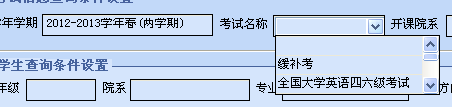 学年学期 2012-2013学年春(内学期) 考试名称 开课院系
缓补考
学生查询条件设置
全国大学英语四六级考试
年级 院系 专业 方向